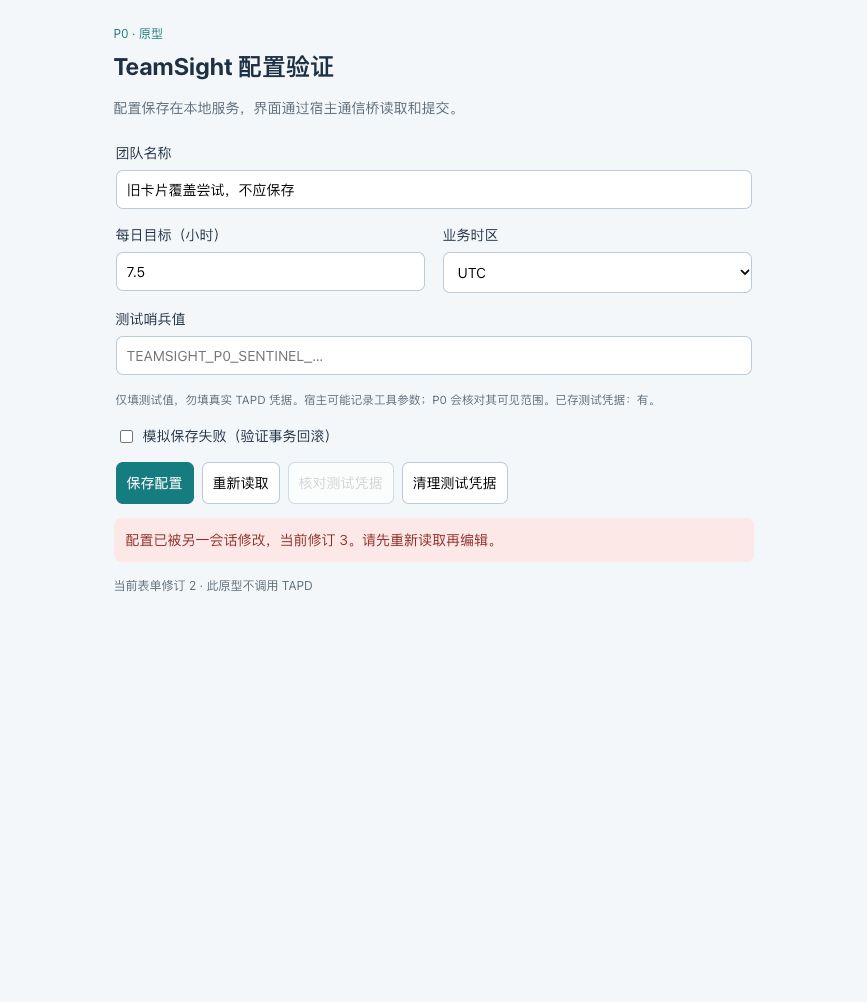 P0 · 原型
TeamSight 配置验证
配置保存在本地服务，界面通过宿主通信桥读取和提交。
团队名称
旧卡片覆盖尝试，不应保存
每日目标（小时） 业务时区
7.5 UTC
测试哨兵值
TEAMSIGHT_P0_SENTINEL_...
仅填测试值，勿填真实 TAPD 凭据。宿主可能记录工具参数；P0 会核对其可见范围。已存测试凭据：有。
模拟保存失败（验证事务回滚）
保存配置 重新读取 核对测试凭据 清理测试凭据
配置已被另一会话修改，当前修订 3。请先重新读取再编辑。
当前表单修订 2 · 此原型不调用 TAPD